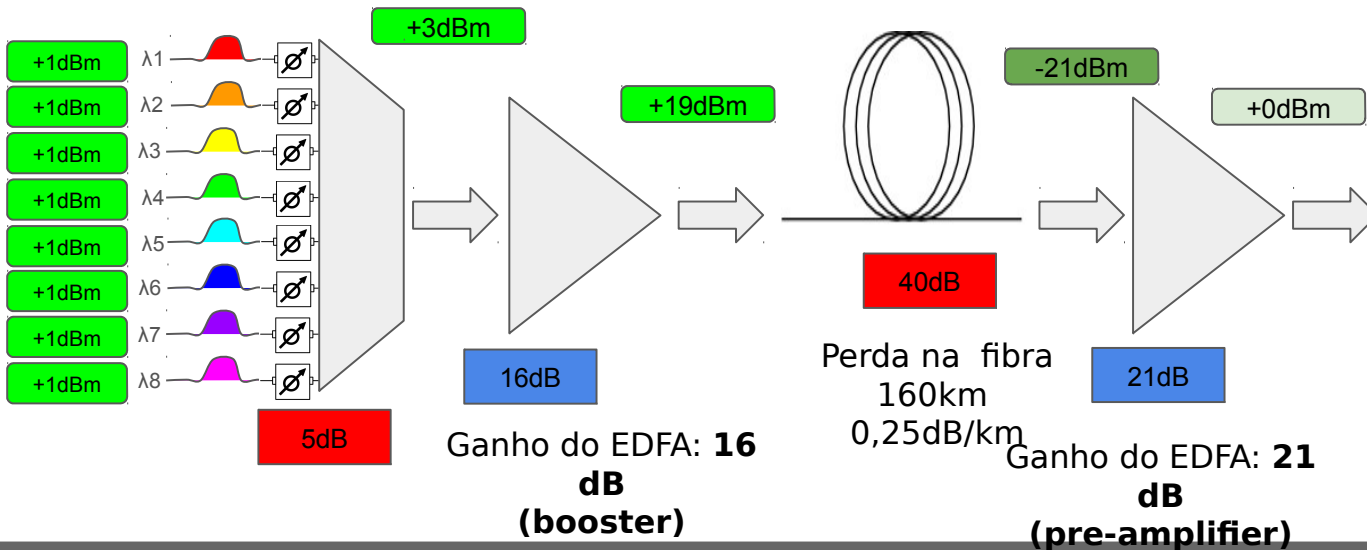 +3dBm
+1dBm λ1
+1dBm λ2
+1dBm λ3
+1dBm λ4
+1dBm λ5
+1dBm λ6
+1dBm λ7
+1dBm λ8
5dB
16dB
Ganho do EDFA: 16
dB
(booster)
+19dBm
40dB
Perda na fibra
160km
0,25dB/km
-21dBm
+0dBm
21dB
Ganho do EDFA: 21
dB
(pre-amplifier)